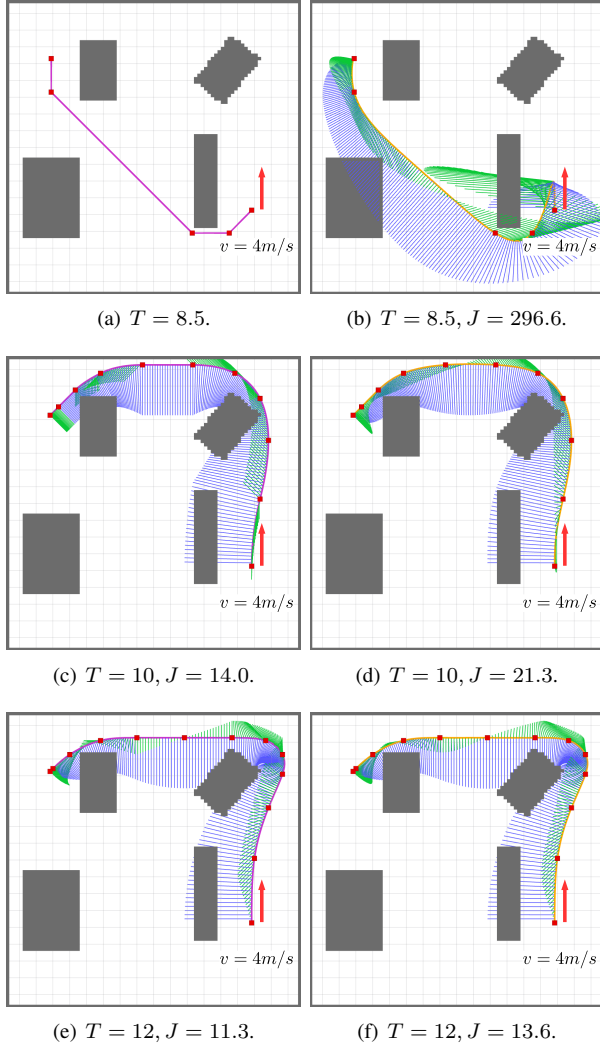 v = 4m/s
v = 4m/s
(a) T = 8.5.
(b) T = 8.5, J = 296.6.
v = 4m/s
v = 4m/s
(c) T = 10, J = 14.0.
(d) T = 10, J = 21.3.
v = 4m/s
v = 4m/s
(e) T = 12, J = 11.3.
(f) T = 12, J = 13.6.